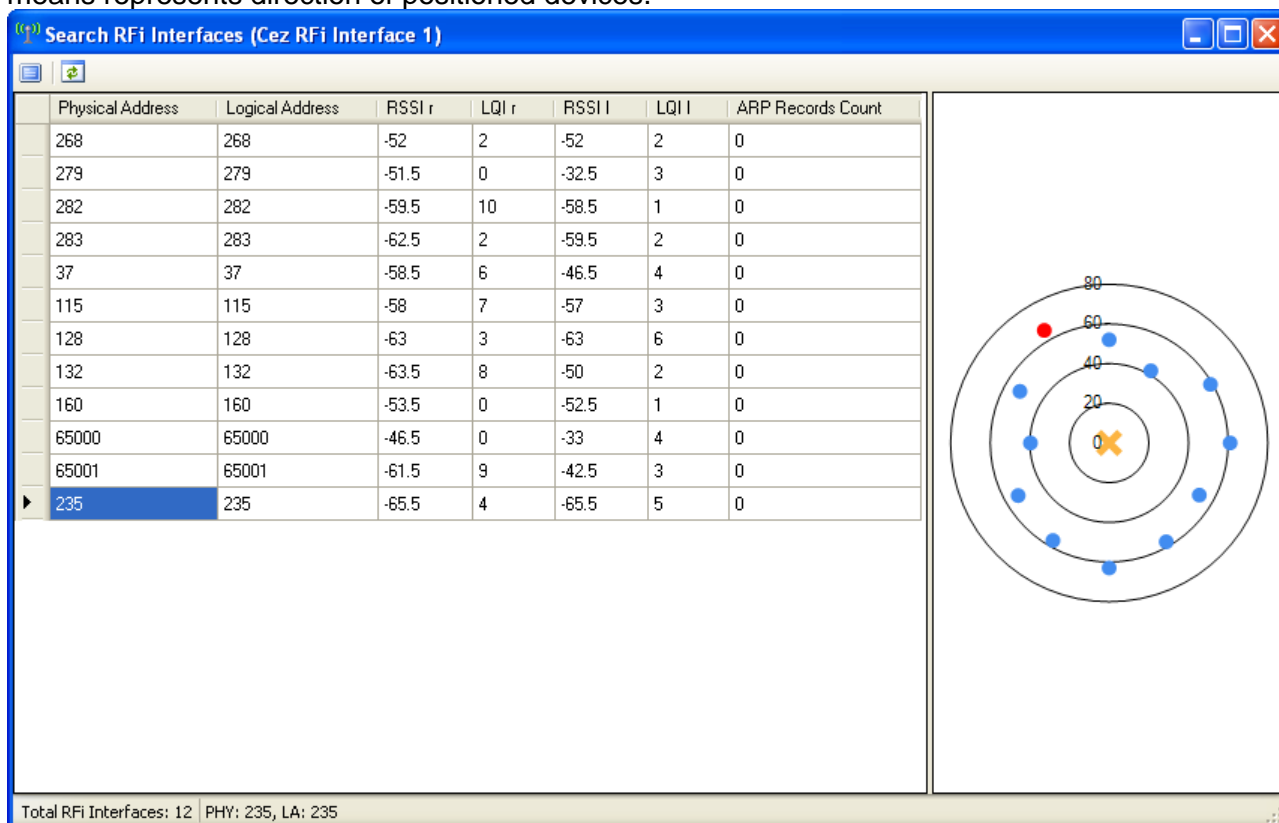 means represents direction of positioned devices.
Search RFi Interfaces (Cez RFi Interface 1)
Physical Address Logical Address RSSI r LQI r RSSI l LQI l ARP Records Count
268 268 -52 2 -52 2 0
279 279 -51.5 0 -32.5 3 0
282 282 -59.5 10 -58.5 1 0
283 283 -62.5 2 -59.5 2 0
37 37 -58.5 6 -46.5 4 0
115 115 -58 7 -57 3 0
128 128 -63 3 -63 6 0
132 132 -63.5 8 -50 2 0
160 160 -53.5 0 -52.5 1 0
65000 65000 -46.5 0 -33 4 0
65001 65001 -61.5 9 -42.5 3 0
235 235 -65.5 4 -65.5 5 0
80
60
40
20
0
Total RFi Interfaces: 12 PHY: 235, LA: 235